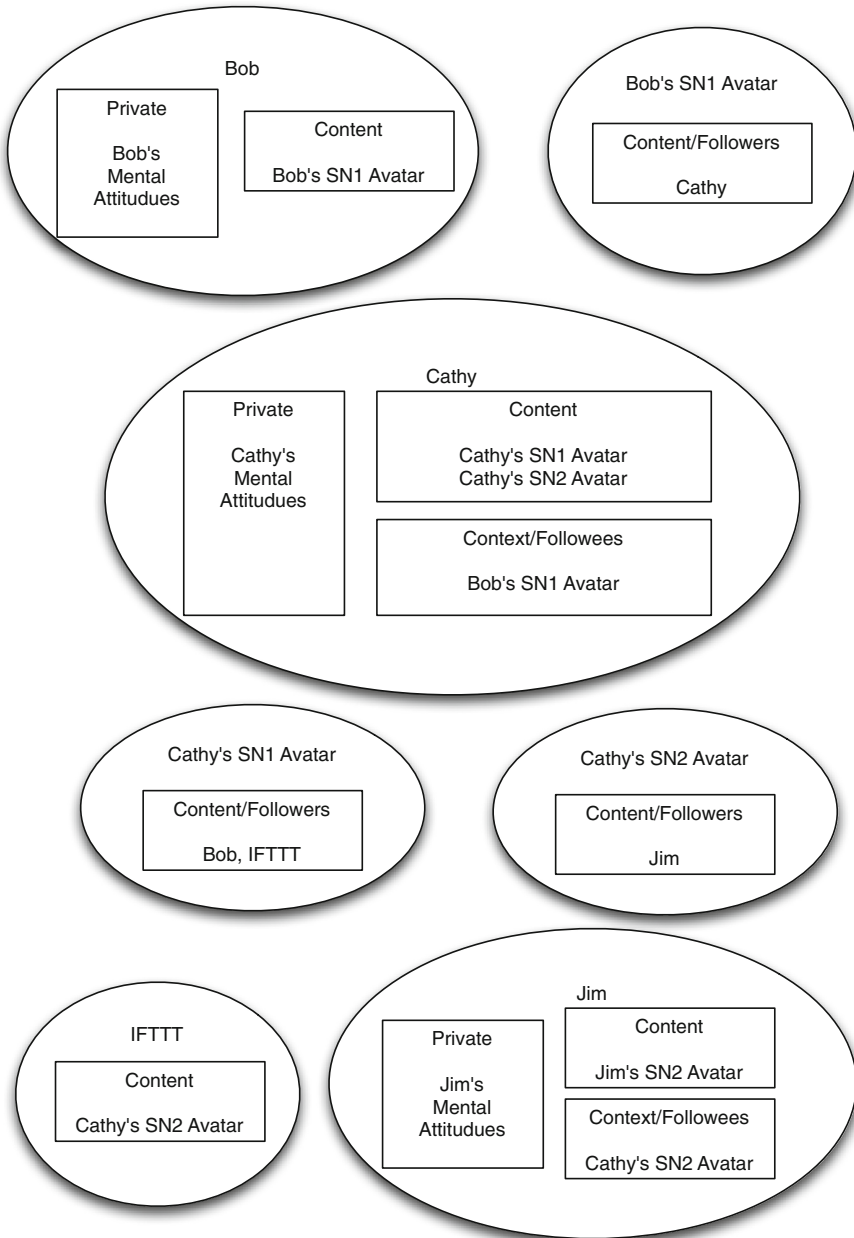 Bob
Private
Bob's
Mental
Attitudues
Content
Bob's SN1 Avatar
Bob's SN1 Avatar
Content/Followers
Cathy
Cathy
Private
Cathy's
Mental
Attitudues
Content
Cathy's SN1 Avatar
Cathy's SN2 Avatar
Context/Followees
Bob's SN1 Avatar
Cathy's SN1 Avatar
Content/Followers
Bob, IFTTT
Cathy's SN2 Avatar
Content/Followers
Jim
IFTTT
Content
Cathy's SN2 Avatar
Jim
Private
Jim's
Mental
Attitudues
Content
Jim's SN2 Avatar
Context/Followees
Cathy's SN2 Avatar